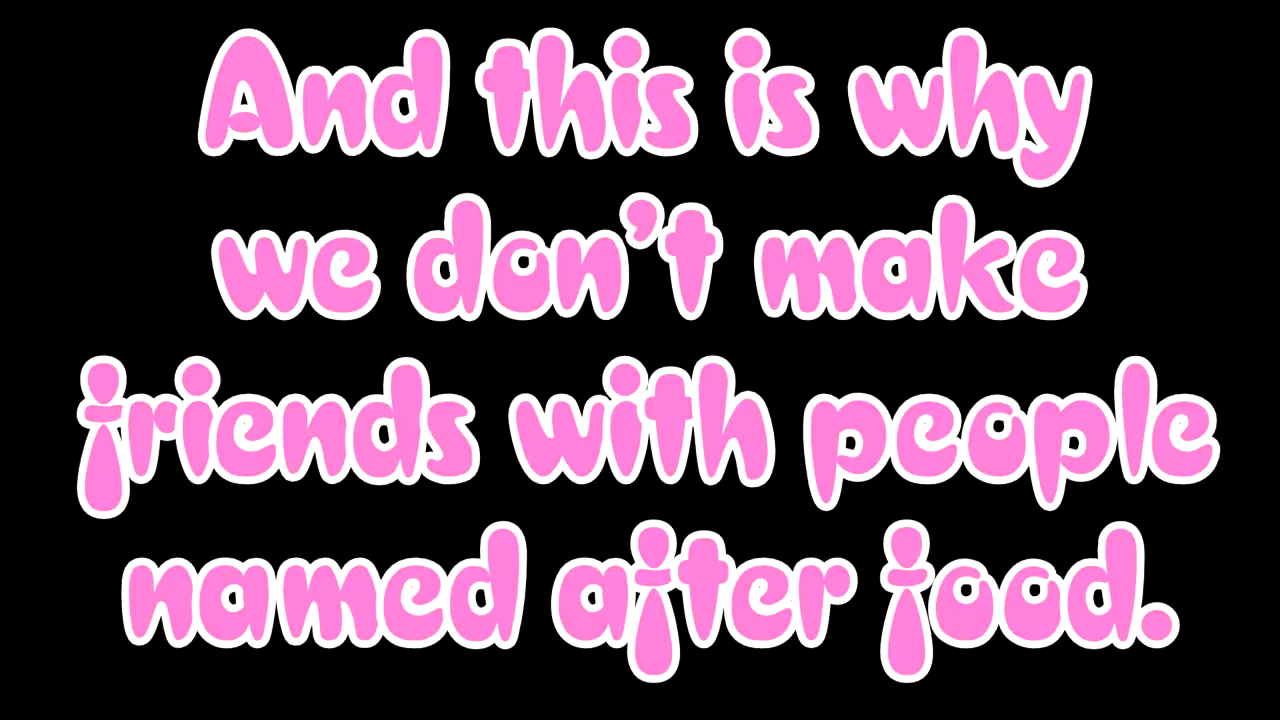 And this is why
we don't make
friends with people
named after food.